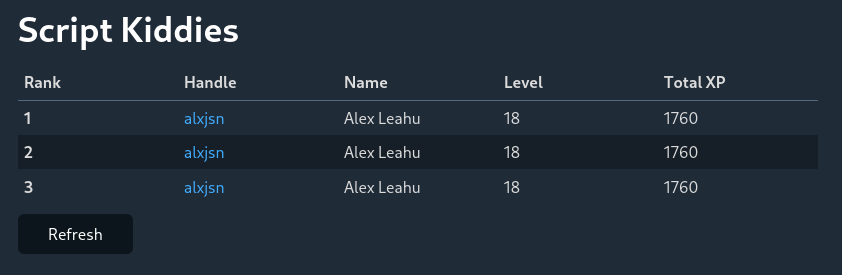 Script Kiddies
Rank Handle Name Level Total XP
1 alxjsn Alex Leahu 18 1760
2 alxjsn Alex Leahu 18 1760
3 alxjsn Alex Leahu 18 1760
Refresh